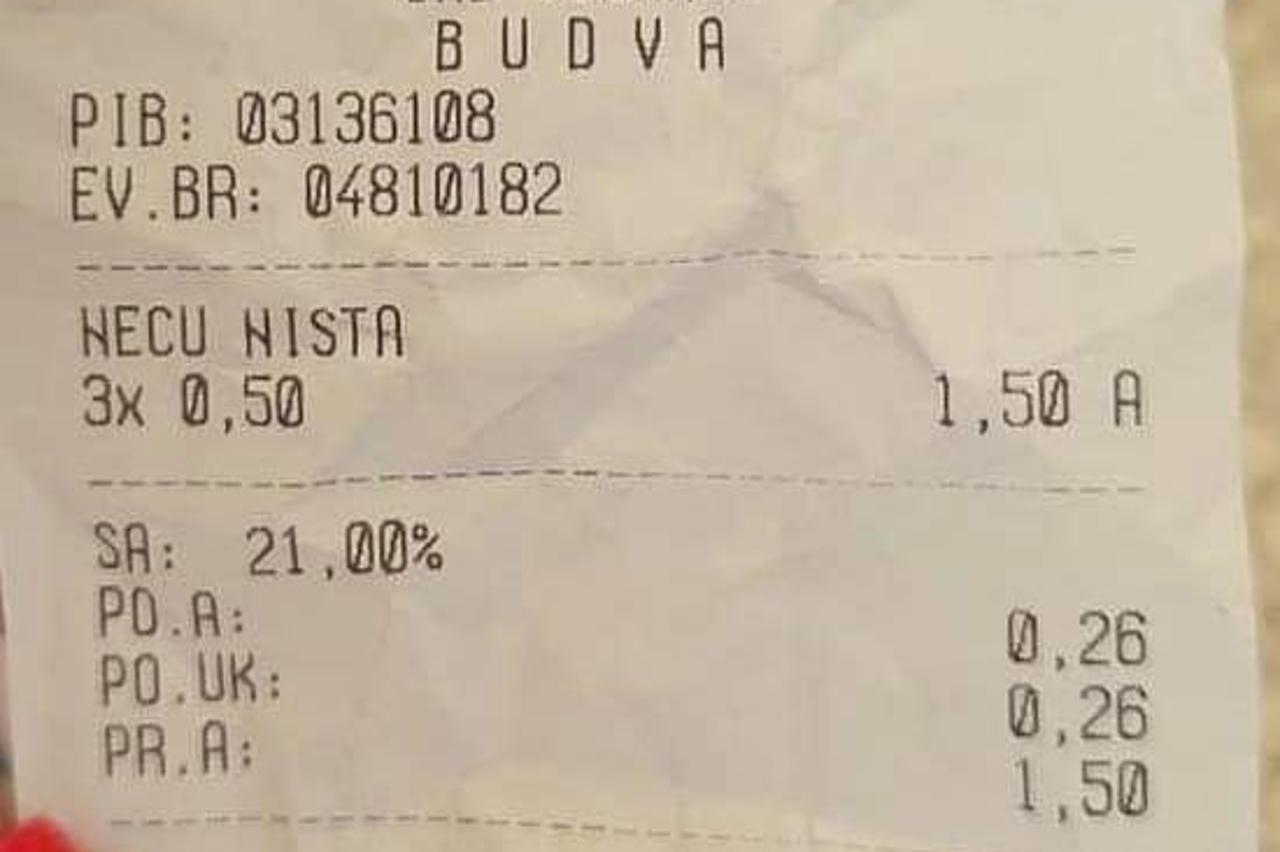 B U D V A
PIB: 03136108
EV.BR: 04810182
NECU NISTA
3x 0,50 1,50 A
SA: 21,00%
PO.A: 0,26
PO.UK: 0,26
PR.A: 1,50